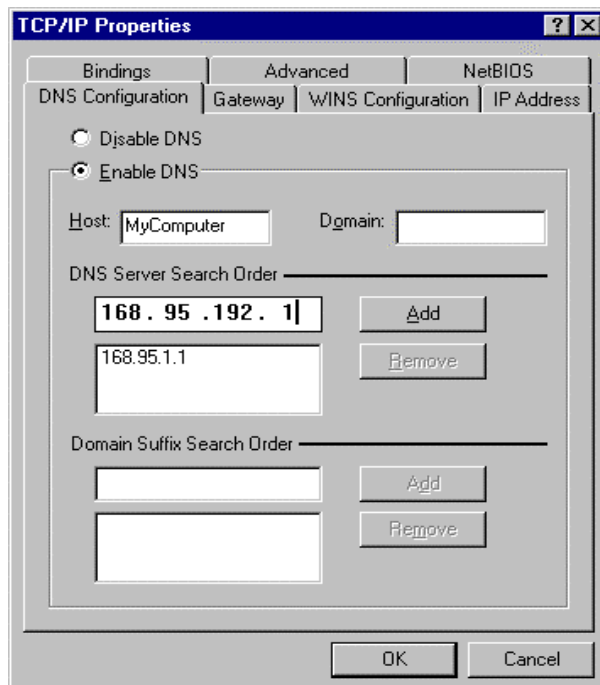 TCP/IP Properties
Bindings Advanced NetBIOS
DNS Configuration Gateway WINS Configuration IP Address
Disable DNS
Enable DNS
Host: MyComputer Domain:
DNS Server Search Order
168. 95 .192. 1 Add
168.95.1.1 Remove
Domain Suffix Search Order
Add
Remove
OK Cancel